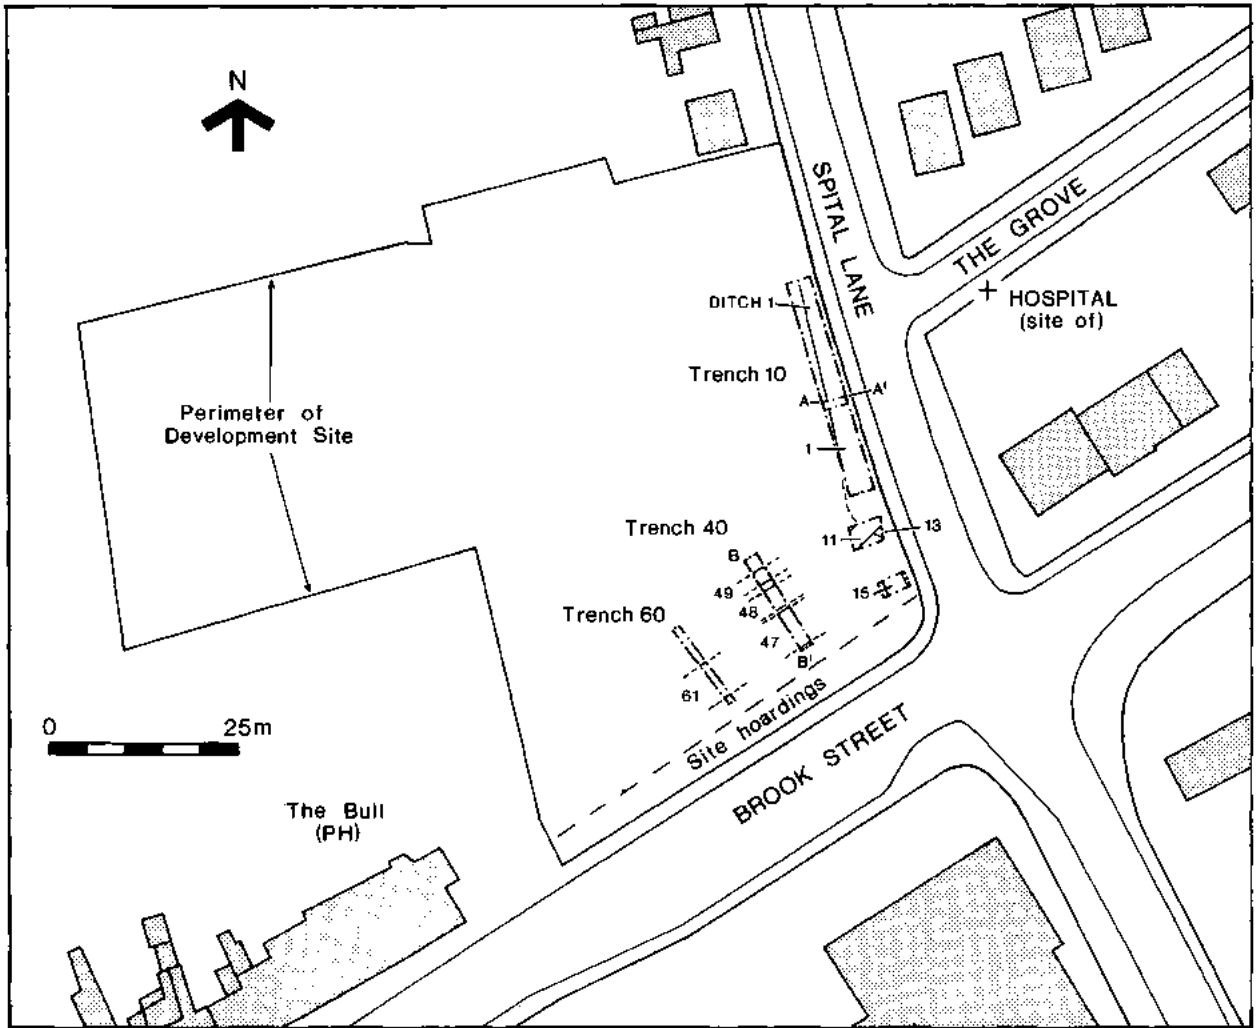 N
SPITAL LANE
THE GROVE
HOSPITAL
(site of)
DITCH 1
Trench 10
A
A'
1
Perimeter of
Development Site
Trench 40
11
13
B
49
48
47
B'
15
Trench 60
61
0
25m
Site hoardings
BROOK STREET
The Bull
(PH)